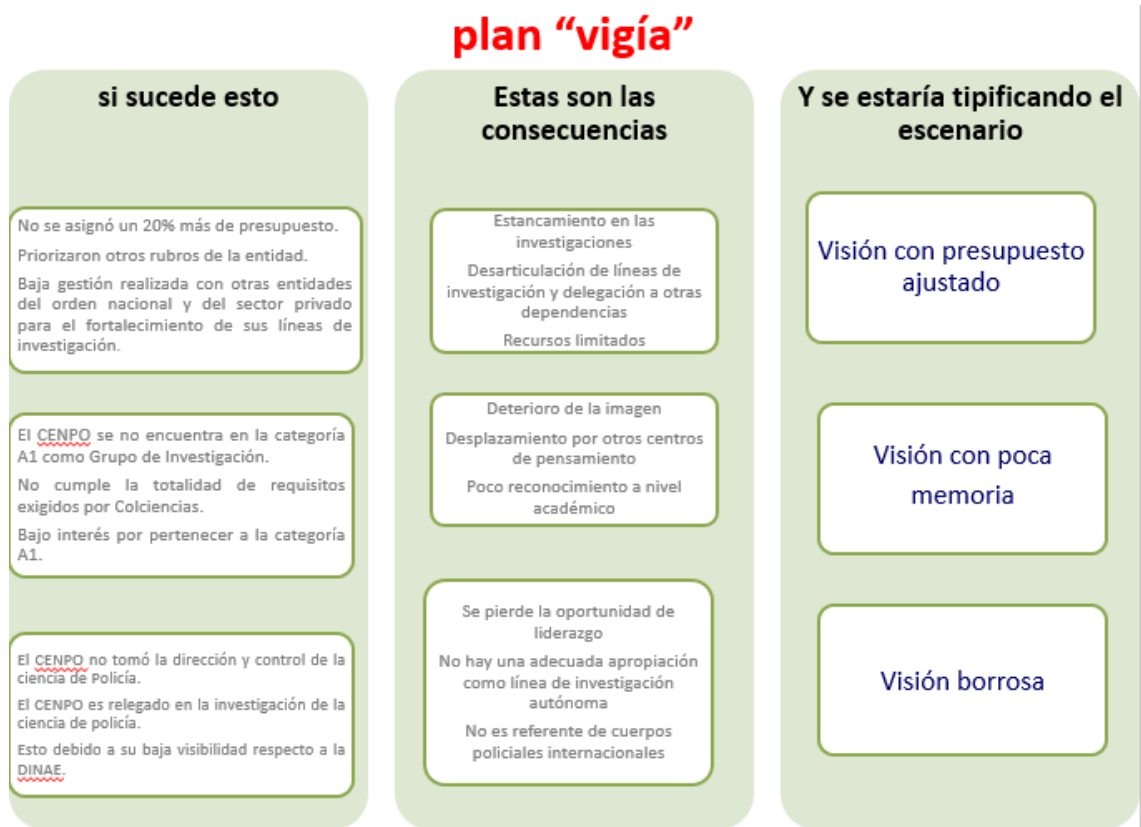 plan “vigía”
si sucede esto
No se asignó un 20% más de presupuesto.
Priorizaron otros rubros de la entidad.
Baja gestión realizada con otras entidades
del orden nacional y del sector privado
para el fortalecimiento de sus líneas de
investigación.
El CENPO se no encuentra en la categoría
A1 como Grupo de Investigación.
No cumple la totalidad de requisitos
exigidos por Colciencias.
Bajo interés por pertenecer a la categoría
A1.
El CENPO no tomó la dirección y control de la
ciencia de Policía.
El CENPO es relegado en la investigación de la
ciencia de policía.
Esto debido a su baja visibilidad respecto a la
DINAE.
Estas son las
consecuencias
Estancamiento en las
investigaciones
Desarticulación de líneas de
investigación y delegación a otras
dependencias
Recursos limitados
Deterioro de la imagen
Desplazamiento por otros centros
de pensamiento
Poco reconocimiento a nivel
académico
Se pierde la oportunidad de
liderazgo
No hay una adecuada apropiación
como línea de investigación
autónoma
No es referente de cuerpos
policiales internacionales
Y se estaría tipificando el
escenario
Visión con presupuesto
ajustado
Visión con poca
memoria
Visión borrosa